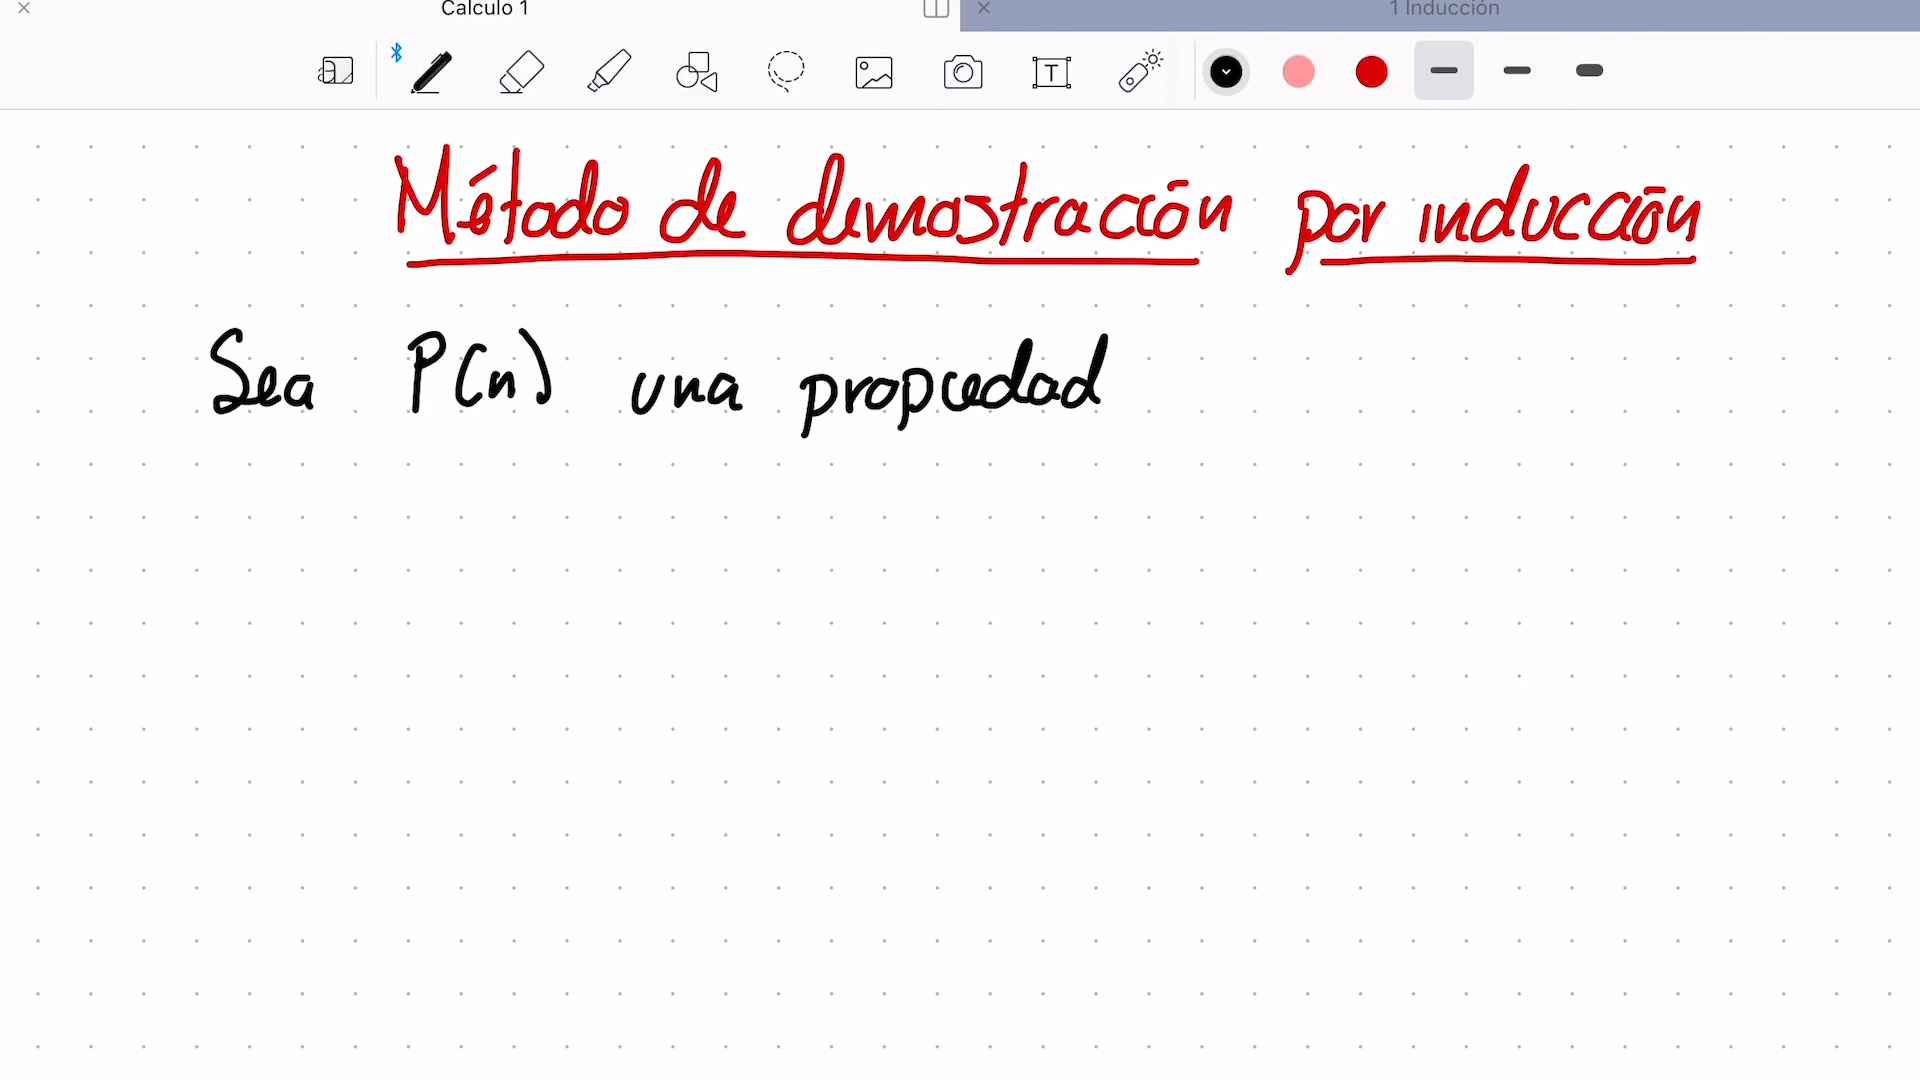 Calculo 1
1 Inducción
T
Método de demostración por inducción
Sea P(n) una propiedad